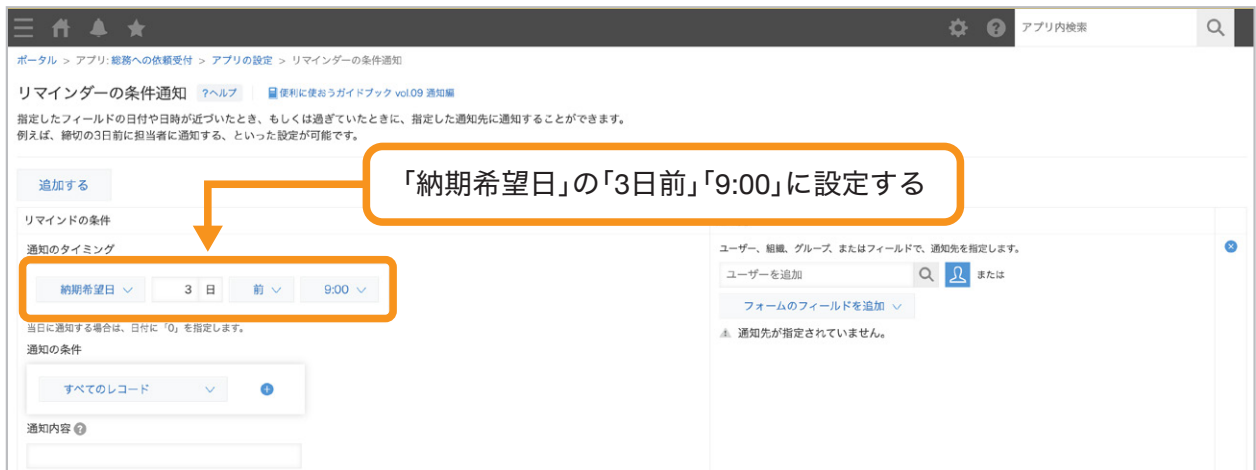 アプリ内検索
ポータル > アプリ: 総務への依頼受付 > アプリの設定 > リマインダーの条件通知
リマインダーの条件通知 ?ヘルプ 便利に使おうガイドブック vol.09 通知編
指定したフィールドの日付や日時が近づいたとき、もしくは過ぎていたときに、指定した通知先に通知することができます。
例えば、締切の3日前に担当者に通知する、といった設定が可能です。
「納期希望日」の「3日前」「9:00」に設定する
追加する
リマインドの条件
通知のタイミング
納期希望日 3 日 前 9:00
当日に通知する場合は、日付に「0」を指定します。
通知の条件
すべてのレコード
通知内容
ユーザー、組織、グループ、またはフィールドで、通知先を指定します。
ユーザーを追加 または
フォームのフィールドを追加
通知先が指定されていません。